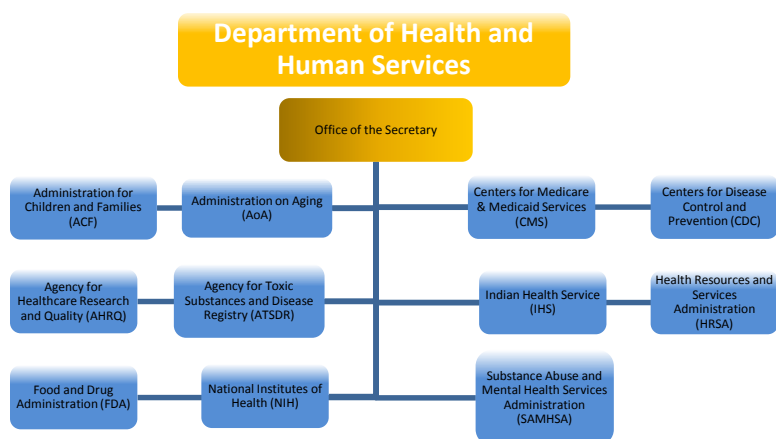 Department of Health and
Human Services
Office of the Secretary
Administration for
Children and Families
(ACF)
Administration on Aging
(AoA)
Centers for Medicare
& Medicaid Services
(CMS)
Centers for Disease
Control and
Prevention (CDC)
Agency for
Healthcare Research
and Quality (AHRQ)
Agency for Toxic
Substances and Disease
Registry (ATSDR)
Indian Health Service
(IHS)
Health Resources and
Services
Administration
(HRSA)
Food and Drug
Administration (FDA)
National Institutes of
Health (NIH)
Substance Abuse and
Mental Health Services
Administration
(SAMHSA)